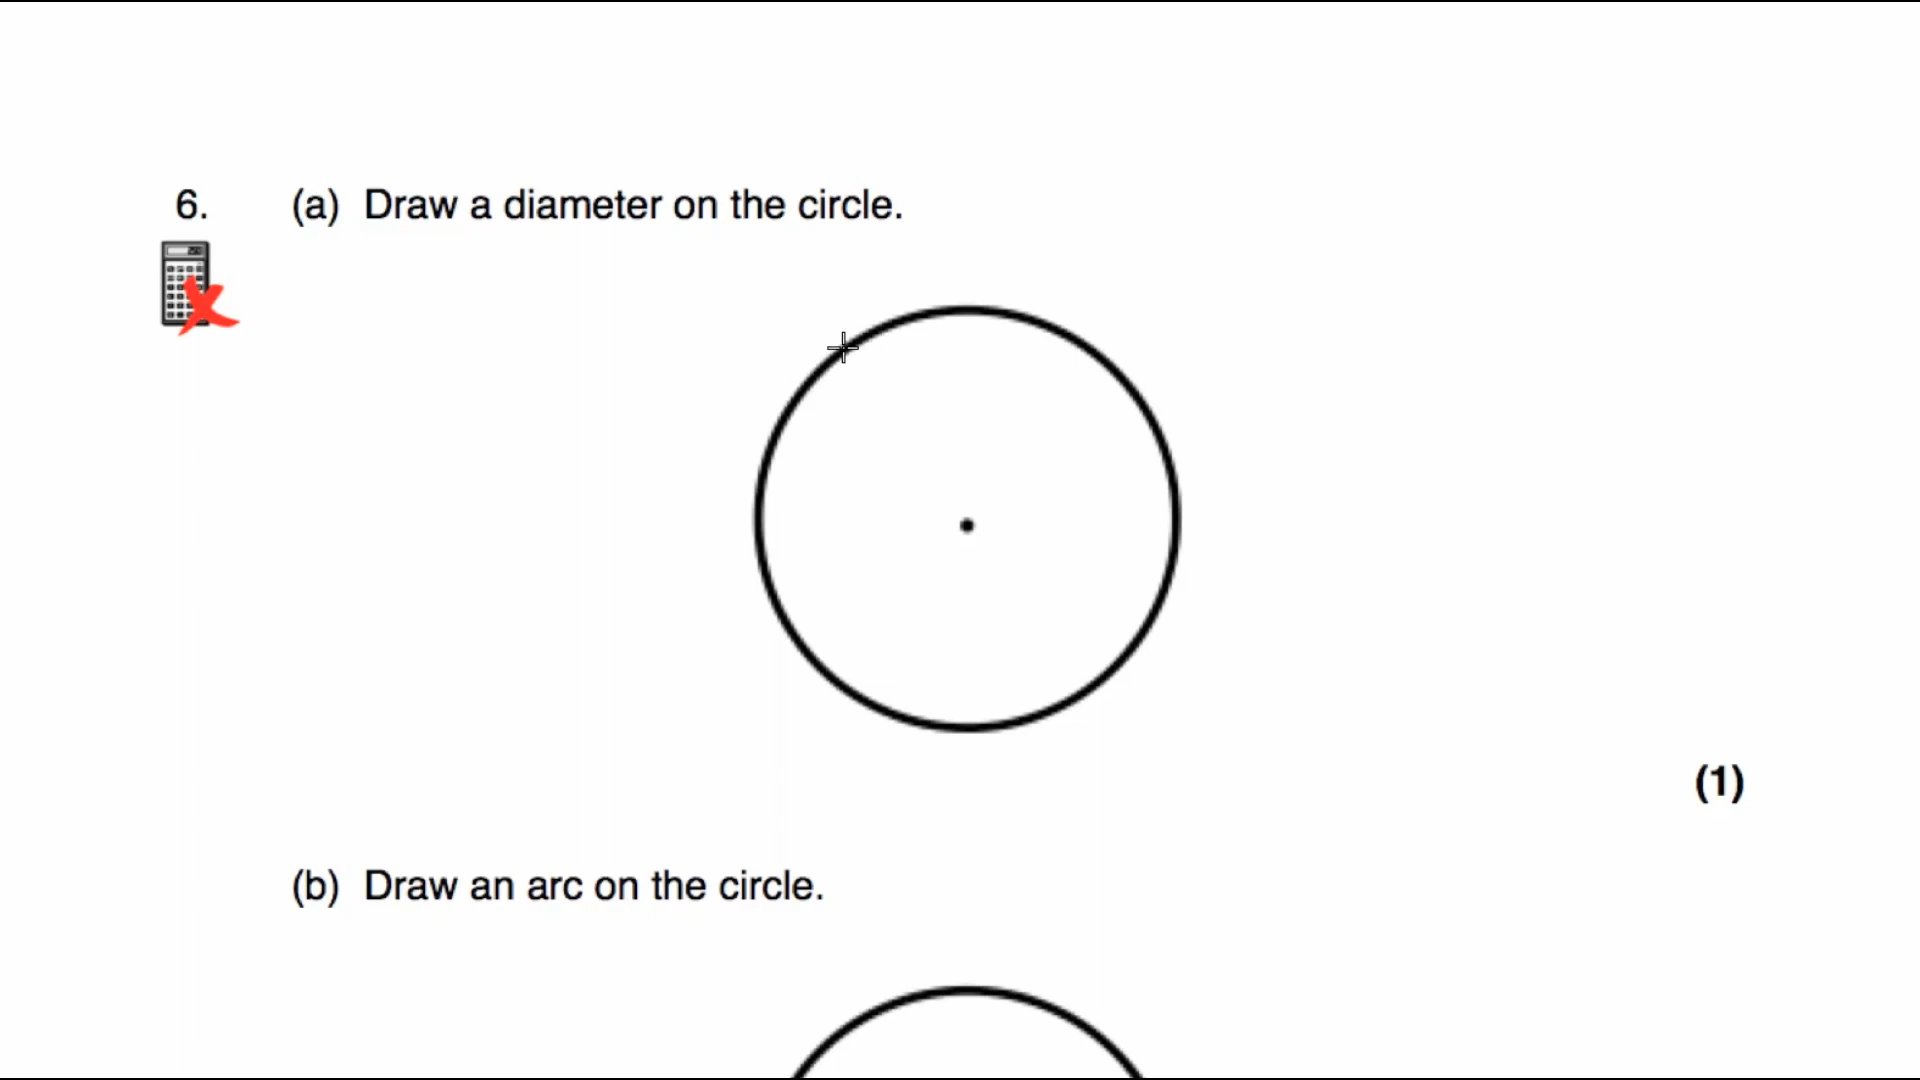 6. (a) Draw a diameter on the circle.
(1)
(b) Draw an arc on the circle.